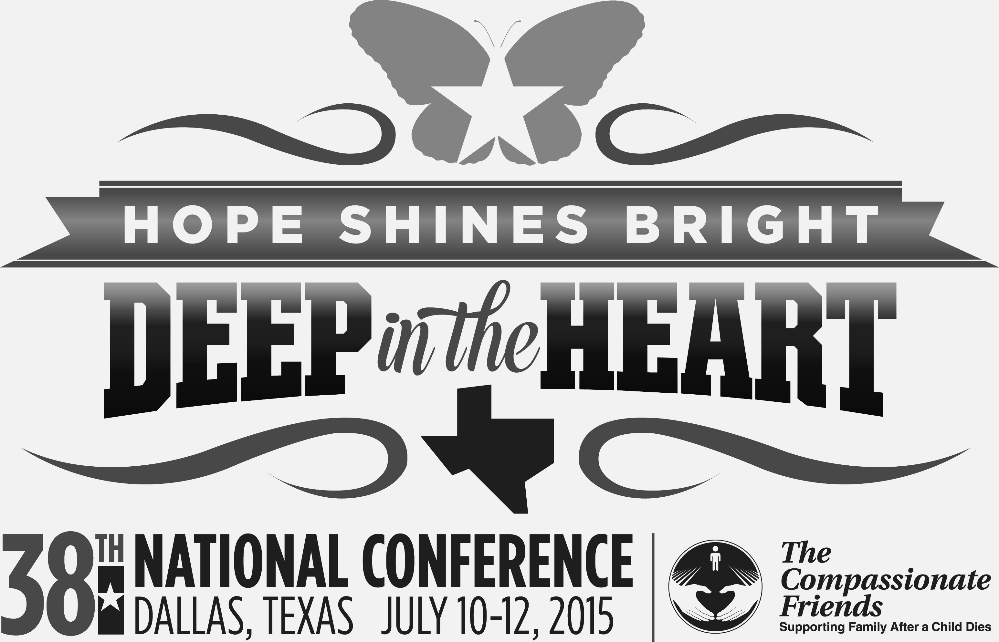 HOPE SHINES BRIGHT
DEEP in the HEART
38TH NATIONAL CONFERENCE
DALLAS, TEXAS JULY 10-12, 2015
The
Compassionate
Friends
Supporting Family After a Child Dies